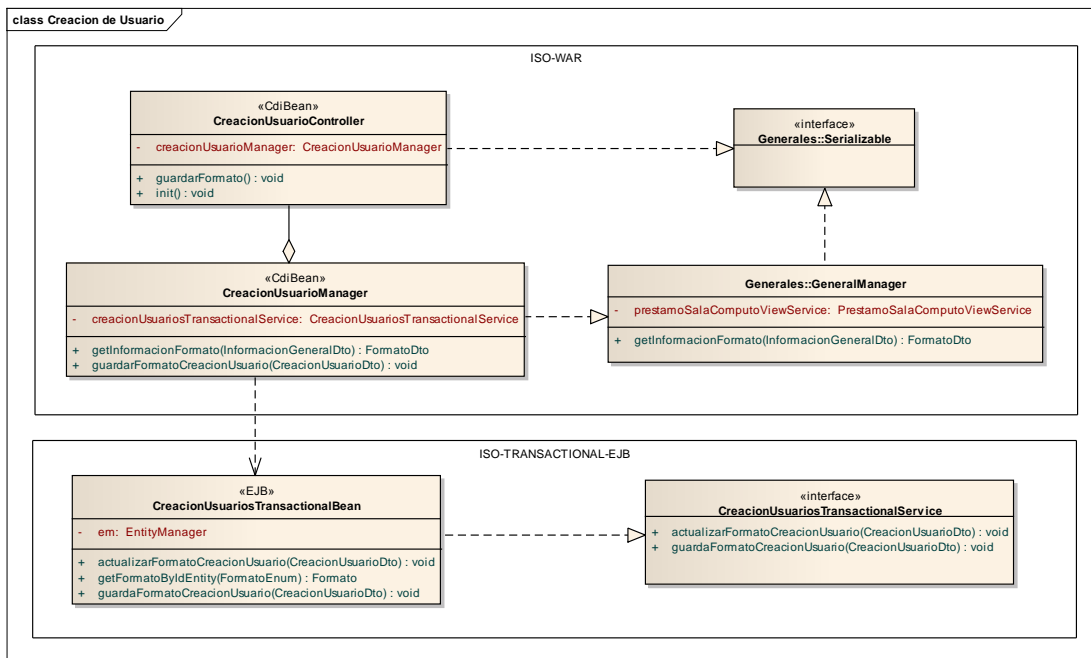 class Creacion de Usuario
ISO-WAR
«CdiBean»
CreacionUsuarioController
- creacionUsuarioManager: CreacionUsuarioManager
+ guardarFormato() : void
+ init() : void
«interface»
Generales::Serializable
«CdiBean»
CreacionUsuarioManager
- creacionUsuariosTransactionalService: CreacionUsuariosTransactionalService
+ getInformacionFormato(InformacionGeneralDto) : FormatoDto
+ guardarFormatoCreacionUsuario(CreacionUsuarioDto) : void
Generales::GeneralManager
- prestamoSalaComputoViewService: PrestamoSalaComputoViewService
+ getInformacionFormato(InformacionGeneralDto) : FormatoDto
ISO-TRANSACTIONAL-EJB
«EJB»
CreacionUsuariosTransactionalBean
- em: EntityManager
+ actualizarFormatoCreacionUsuario(CreacionUsuarioDto) : void
+ getFormatoByIdEntity(FormatoEnum) : Formato
+ guardaFormatoCreacionUsuario(CreacionUsuarioDto) : void
«interface»
CreacionUsuariosTransactionalService
+ actualizarFormatoCreacionUsuario(CreacionUsuarioDto) : void
+ guardaFormatoCreacionUsuario(CreacionUsuarioDto) : void